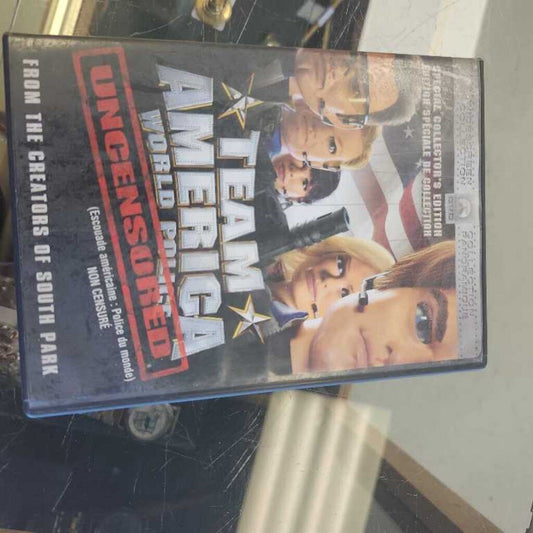 SPECIAL COLLECTOR'S EDITION
ÉDITION SPÉCIALE DE COLLECTION
TEAM
AMERICA
WORLD
UNCENSORED
(Escouade américaine : Police du monde)
NON CENSURÉ
FROM THE CREATORS OF SOUTH PARK